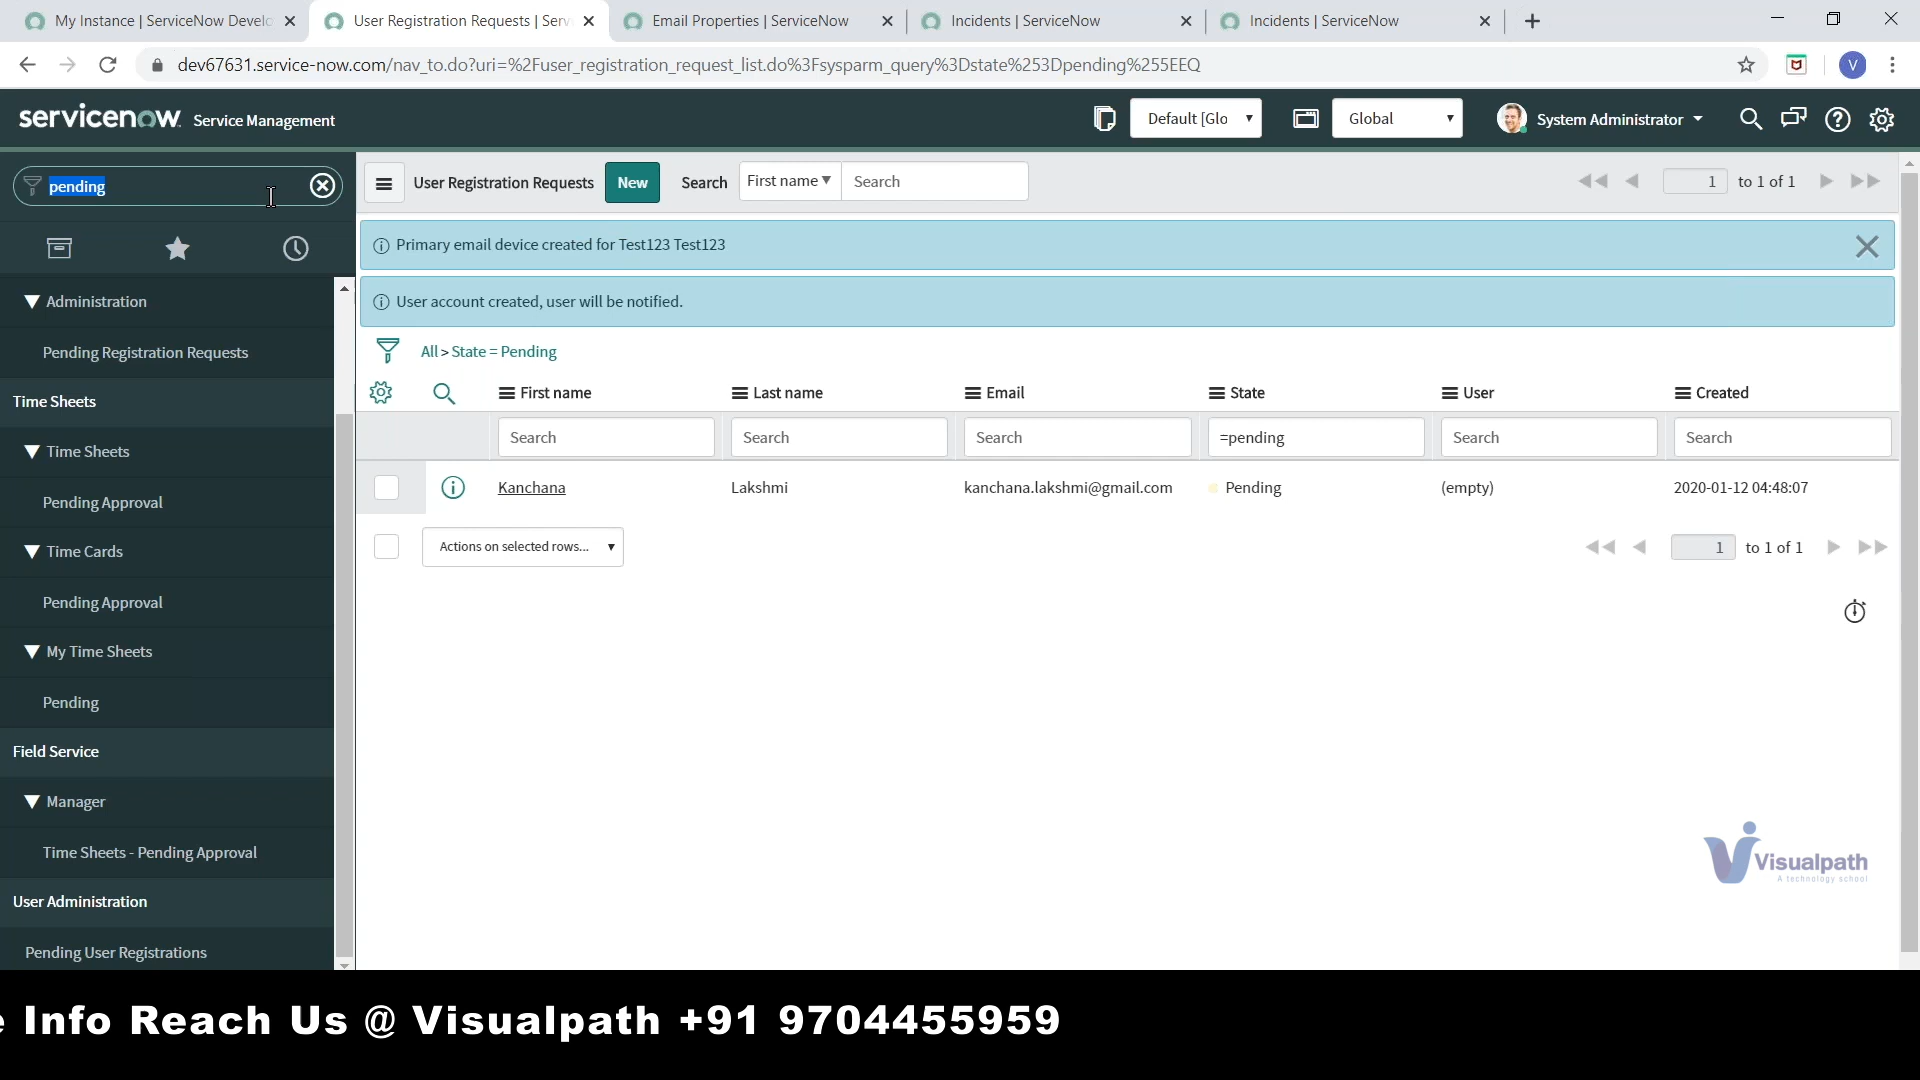 My Instance | ServiceNow Develo
User Registration Requests | Serv
Email Properties | ServiceNow
Incidents | ServiceNow
Incidents | ServiceNow
dev67631.service-now.com/nav_to.do?uri=%2Fuser_registration_request_list.do%3Fsysparm_query%3Dstate%253Dpending%255EEQ
V
servicenow Service Management
Default [Glo
Global
System Administrator
pending
User Registration Requests
New
Search
First name
Search
1 to 1 of 1
Primary email device created for Test123 Test123
User account created, user will be notified.
All > State = Pending
First name
Last name
Email
State
User
Created
Search
Search
Search
=pending
Search
Search
Kanchana
Lakshmi
kanchana.lakshmi@gmail.com
Pending
(empty)
2020-01-12 04:48:07
Actions on selected rows...
1 to 1 of 1
Administration
Pending Registration Requests
Time Sheets
Time Sheets
Pending Approval
Time Cards
Pending Approval
My Time Sheets
Pending
Field Service
Manager
Time Sheets - Pending Approval
User Administration
Pending User Registrations
Visualpath
A technology school
e Info Reach Us @ Visualpath +91 9704455959